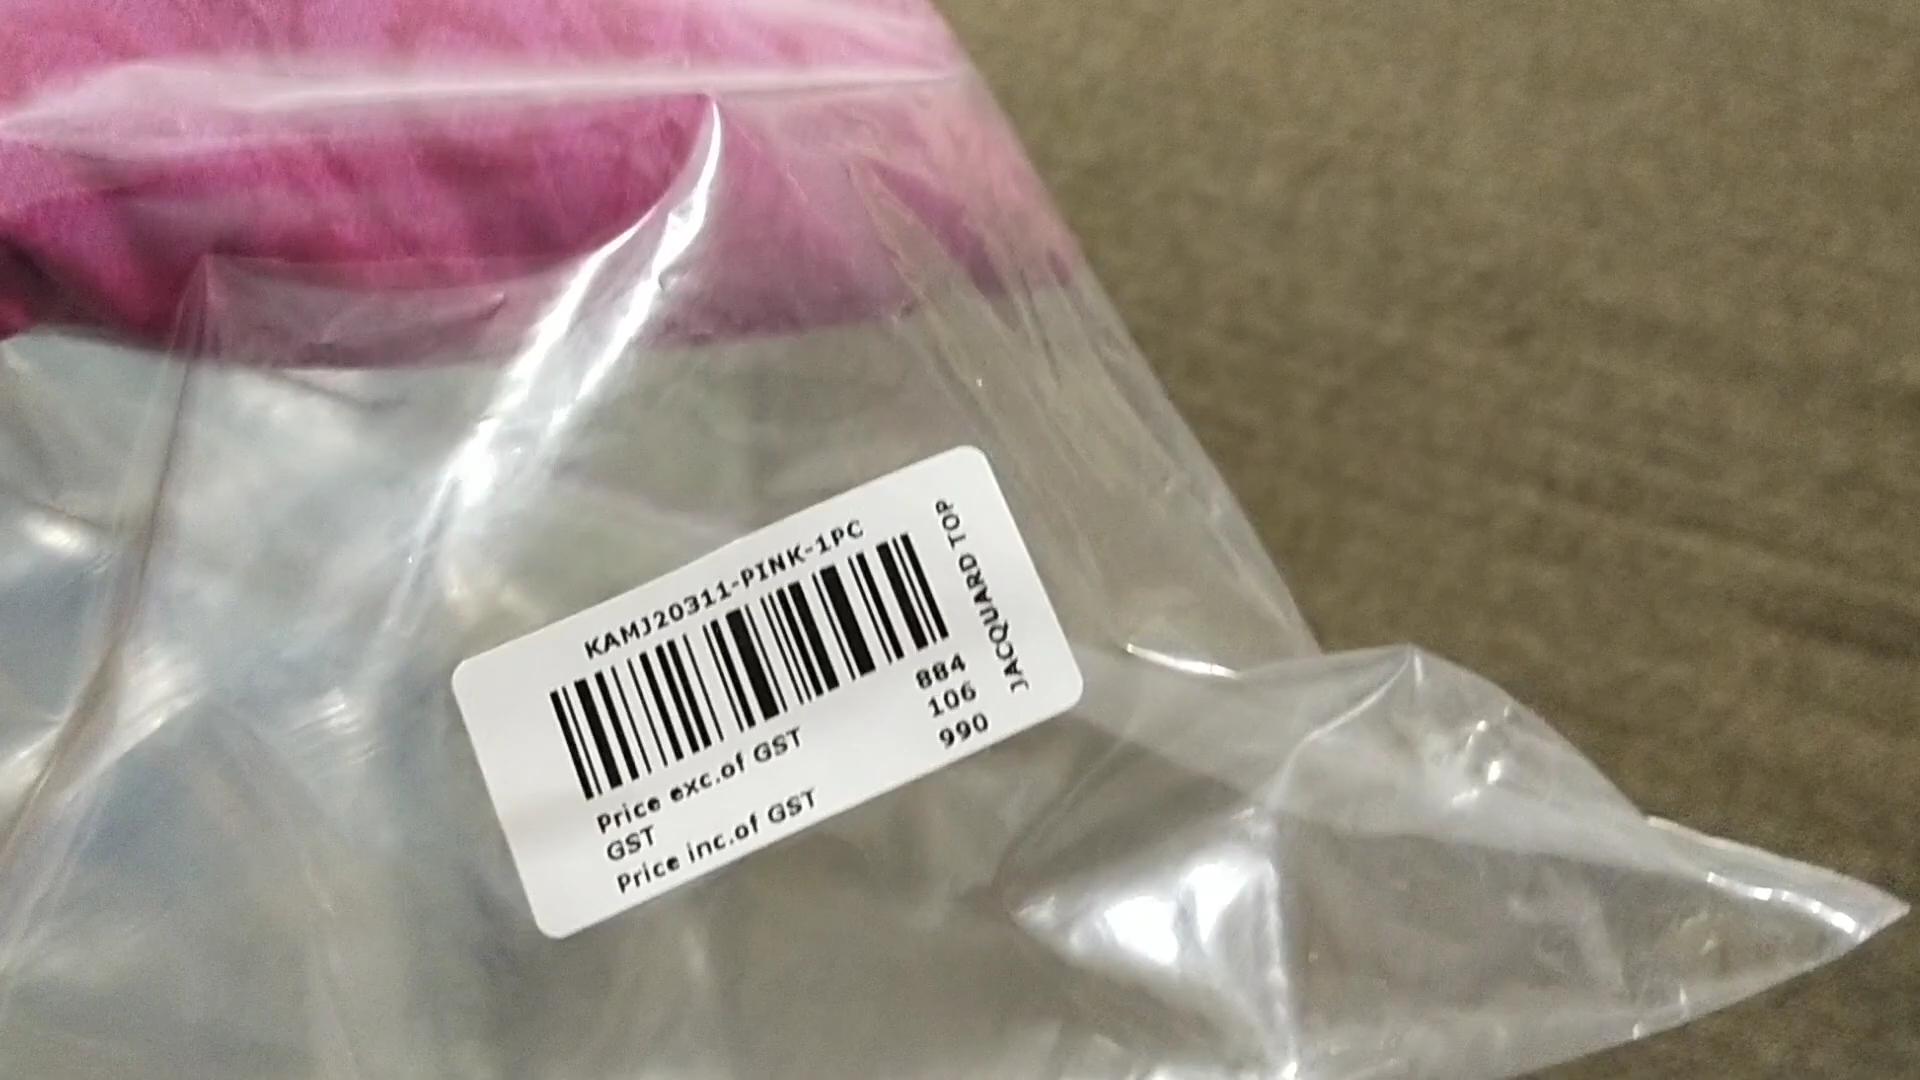 KAMJ20311-PINK-1PC
JACQUARD TOP
Price exc.of GST 884
GST 106
Price inc.of GST 990